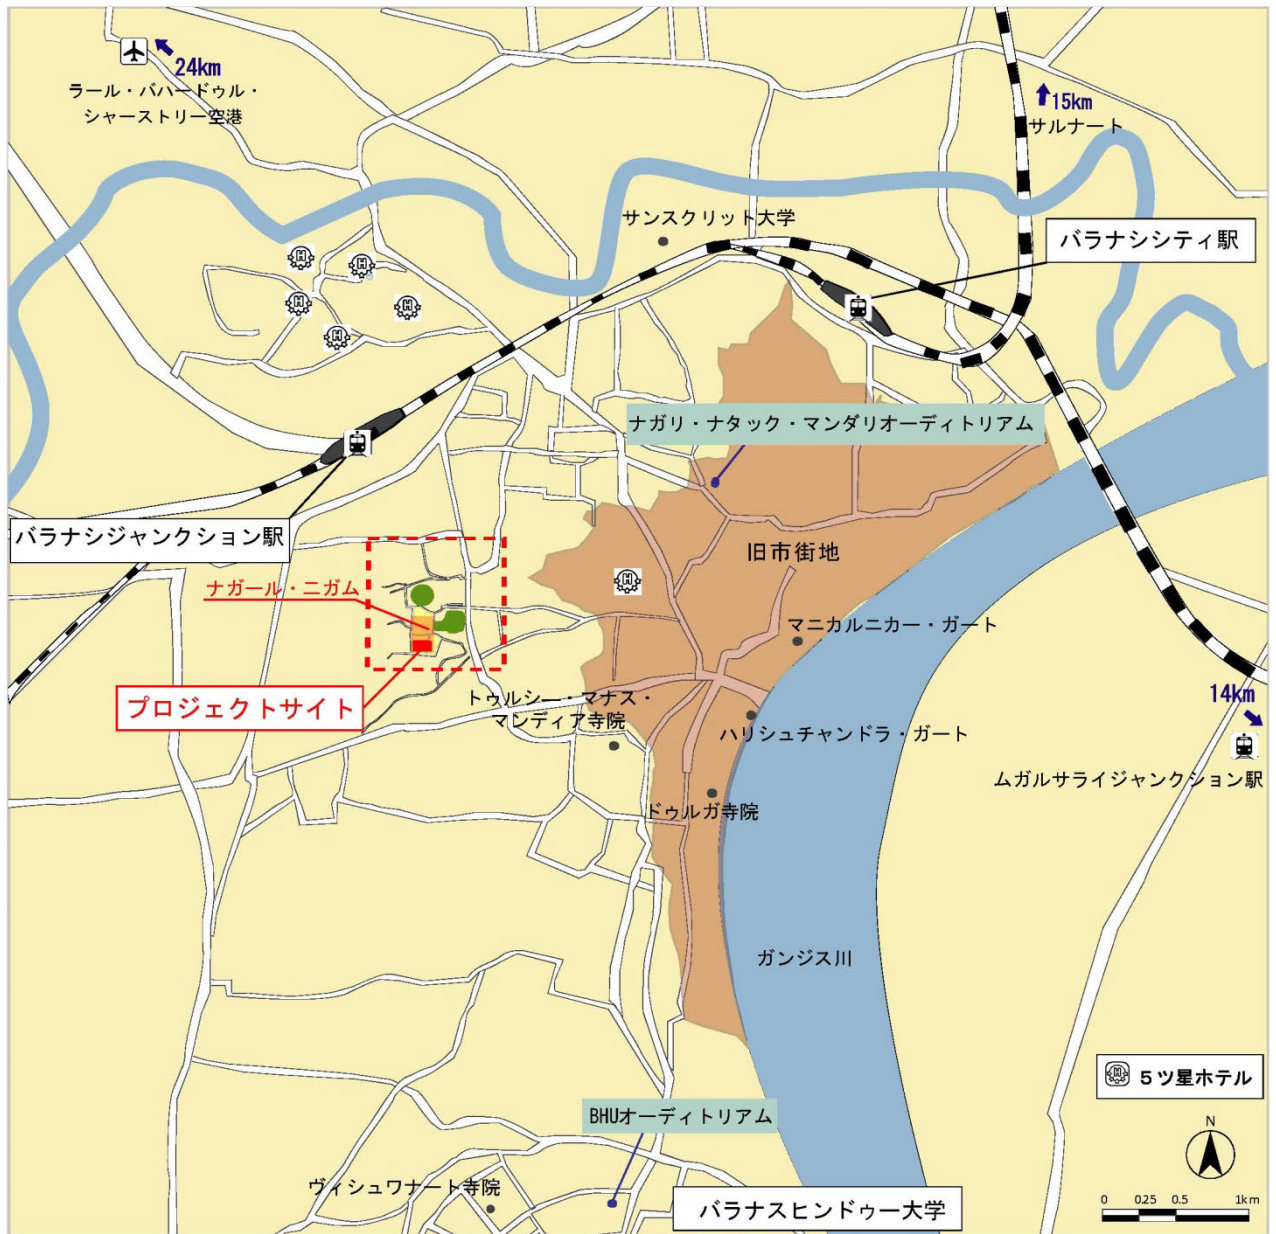 24km
ラール・バハードゥル・
シャーストリー空港
15km
サルナート
サンスクリット大学
バラナシシティ駅
ナガリ・ナタック・マンダリオーディトリアム
バラナシジャンクション駅
旧市街地
ナガール・ニガム
マニカルニカー・ガート
プロジェクトサイト
トゥルシー・マナス・
マンディア寺院
14km
ハリシュチャンドラ・ガート
ムガルサライジャンクション駅
ドゥルガ寺院
ガンジス川
5ツ星ホテル
BHUオーディトリアム
N
ヴィシュワナート寺院
バラナスヒンドゥー大学
0 0.25 0.5 1km